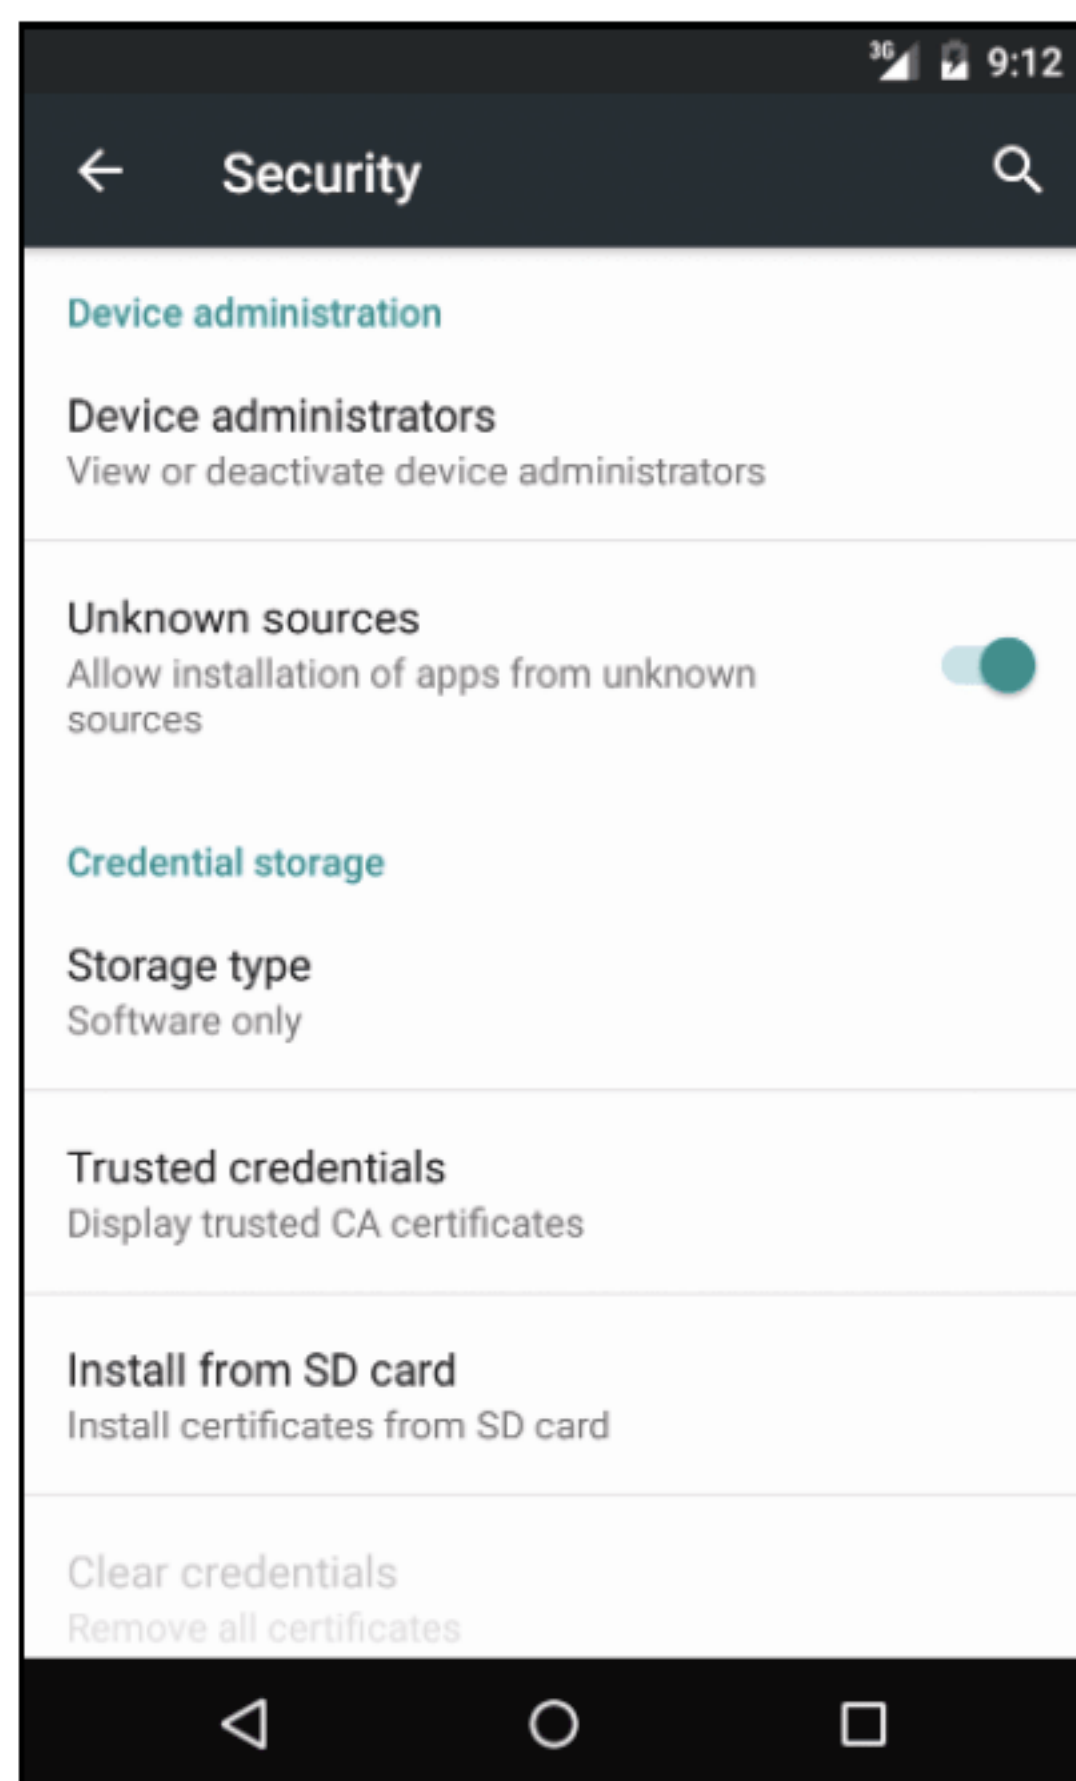 3G 9:12
Security
Device administration
Device administrators
View or deactivate device administrators
Unknown sources
Allow installation of apps from unknown
sources
Credential storage
Storage type
Software only
Trusted credentials
Display trusted CA certificates
Install from SD card
Install certificates from SD card
Clear credentials
Remove all certificates